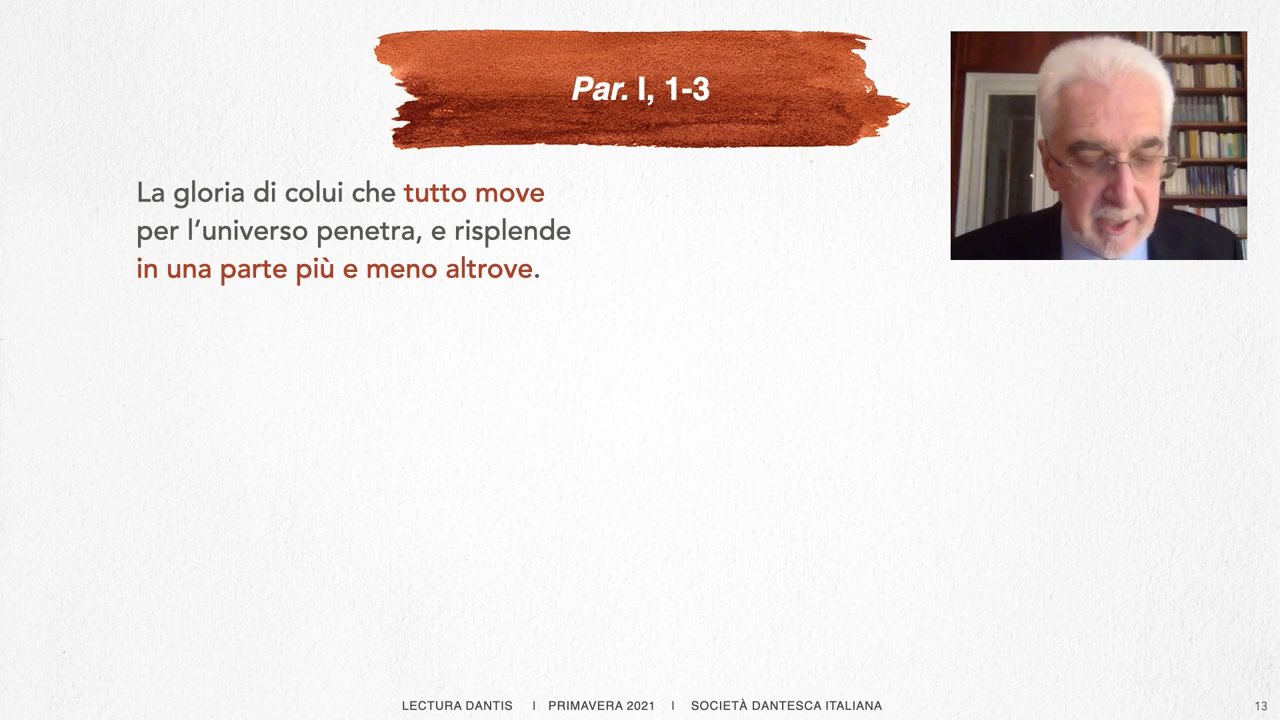 Par. I, 1-3
La gloria di colui che tutto move
per l’universo penetra, e risplende
in una parte più e meno altrove.
LECTURA DANTIS I PRIMAVERA 2021 I SOCIETÀ DANTESCA ITALIANA
13